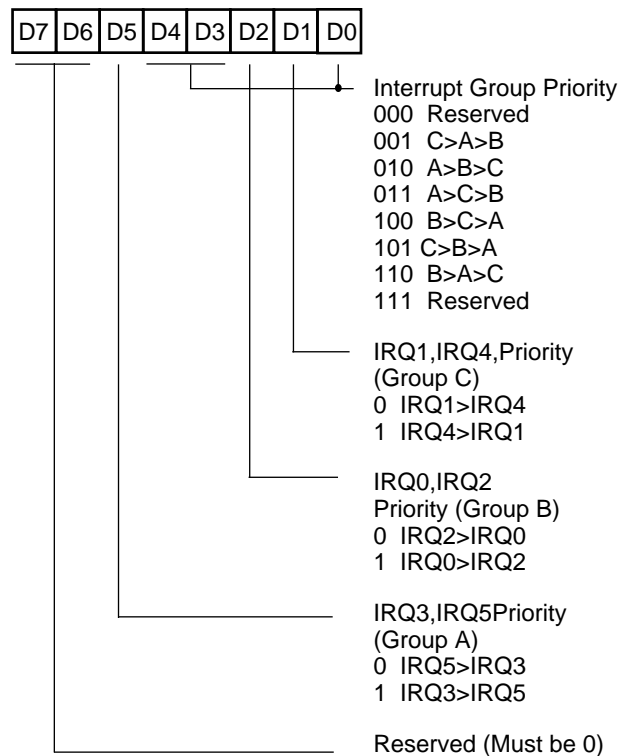 D7 D6 D5 D4 D3 D2 D1 D0
Interrupt Group Priority
000 Reserved
001 C>A>B
010 A>B>C
011 A>C>B
100 B>C>A
101 C>B>A
110 B>A>C
111 Reserved
IRQ1,IRQ4,Priority
(Group C)
0 IRQ1>IRQ4
1 IRQ4>IRQ1
IRQ0,IRQ2
Priority (Group B)
0 IRQ2>IRQ0
1 IRQ0>IRQ2
IRQ3,IRQ5Priority
(Group A)
0 IRQ5>IRQ3
1 IRQ3>IRQ5
Reserved (Must be 0)